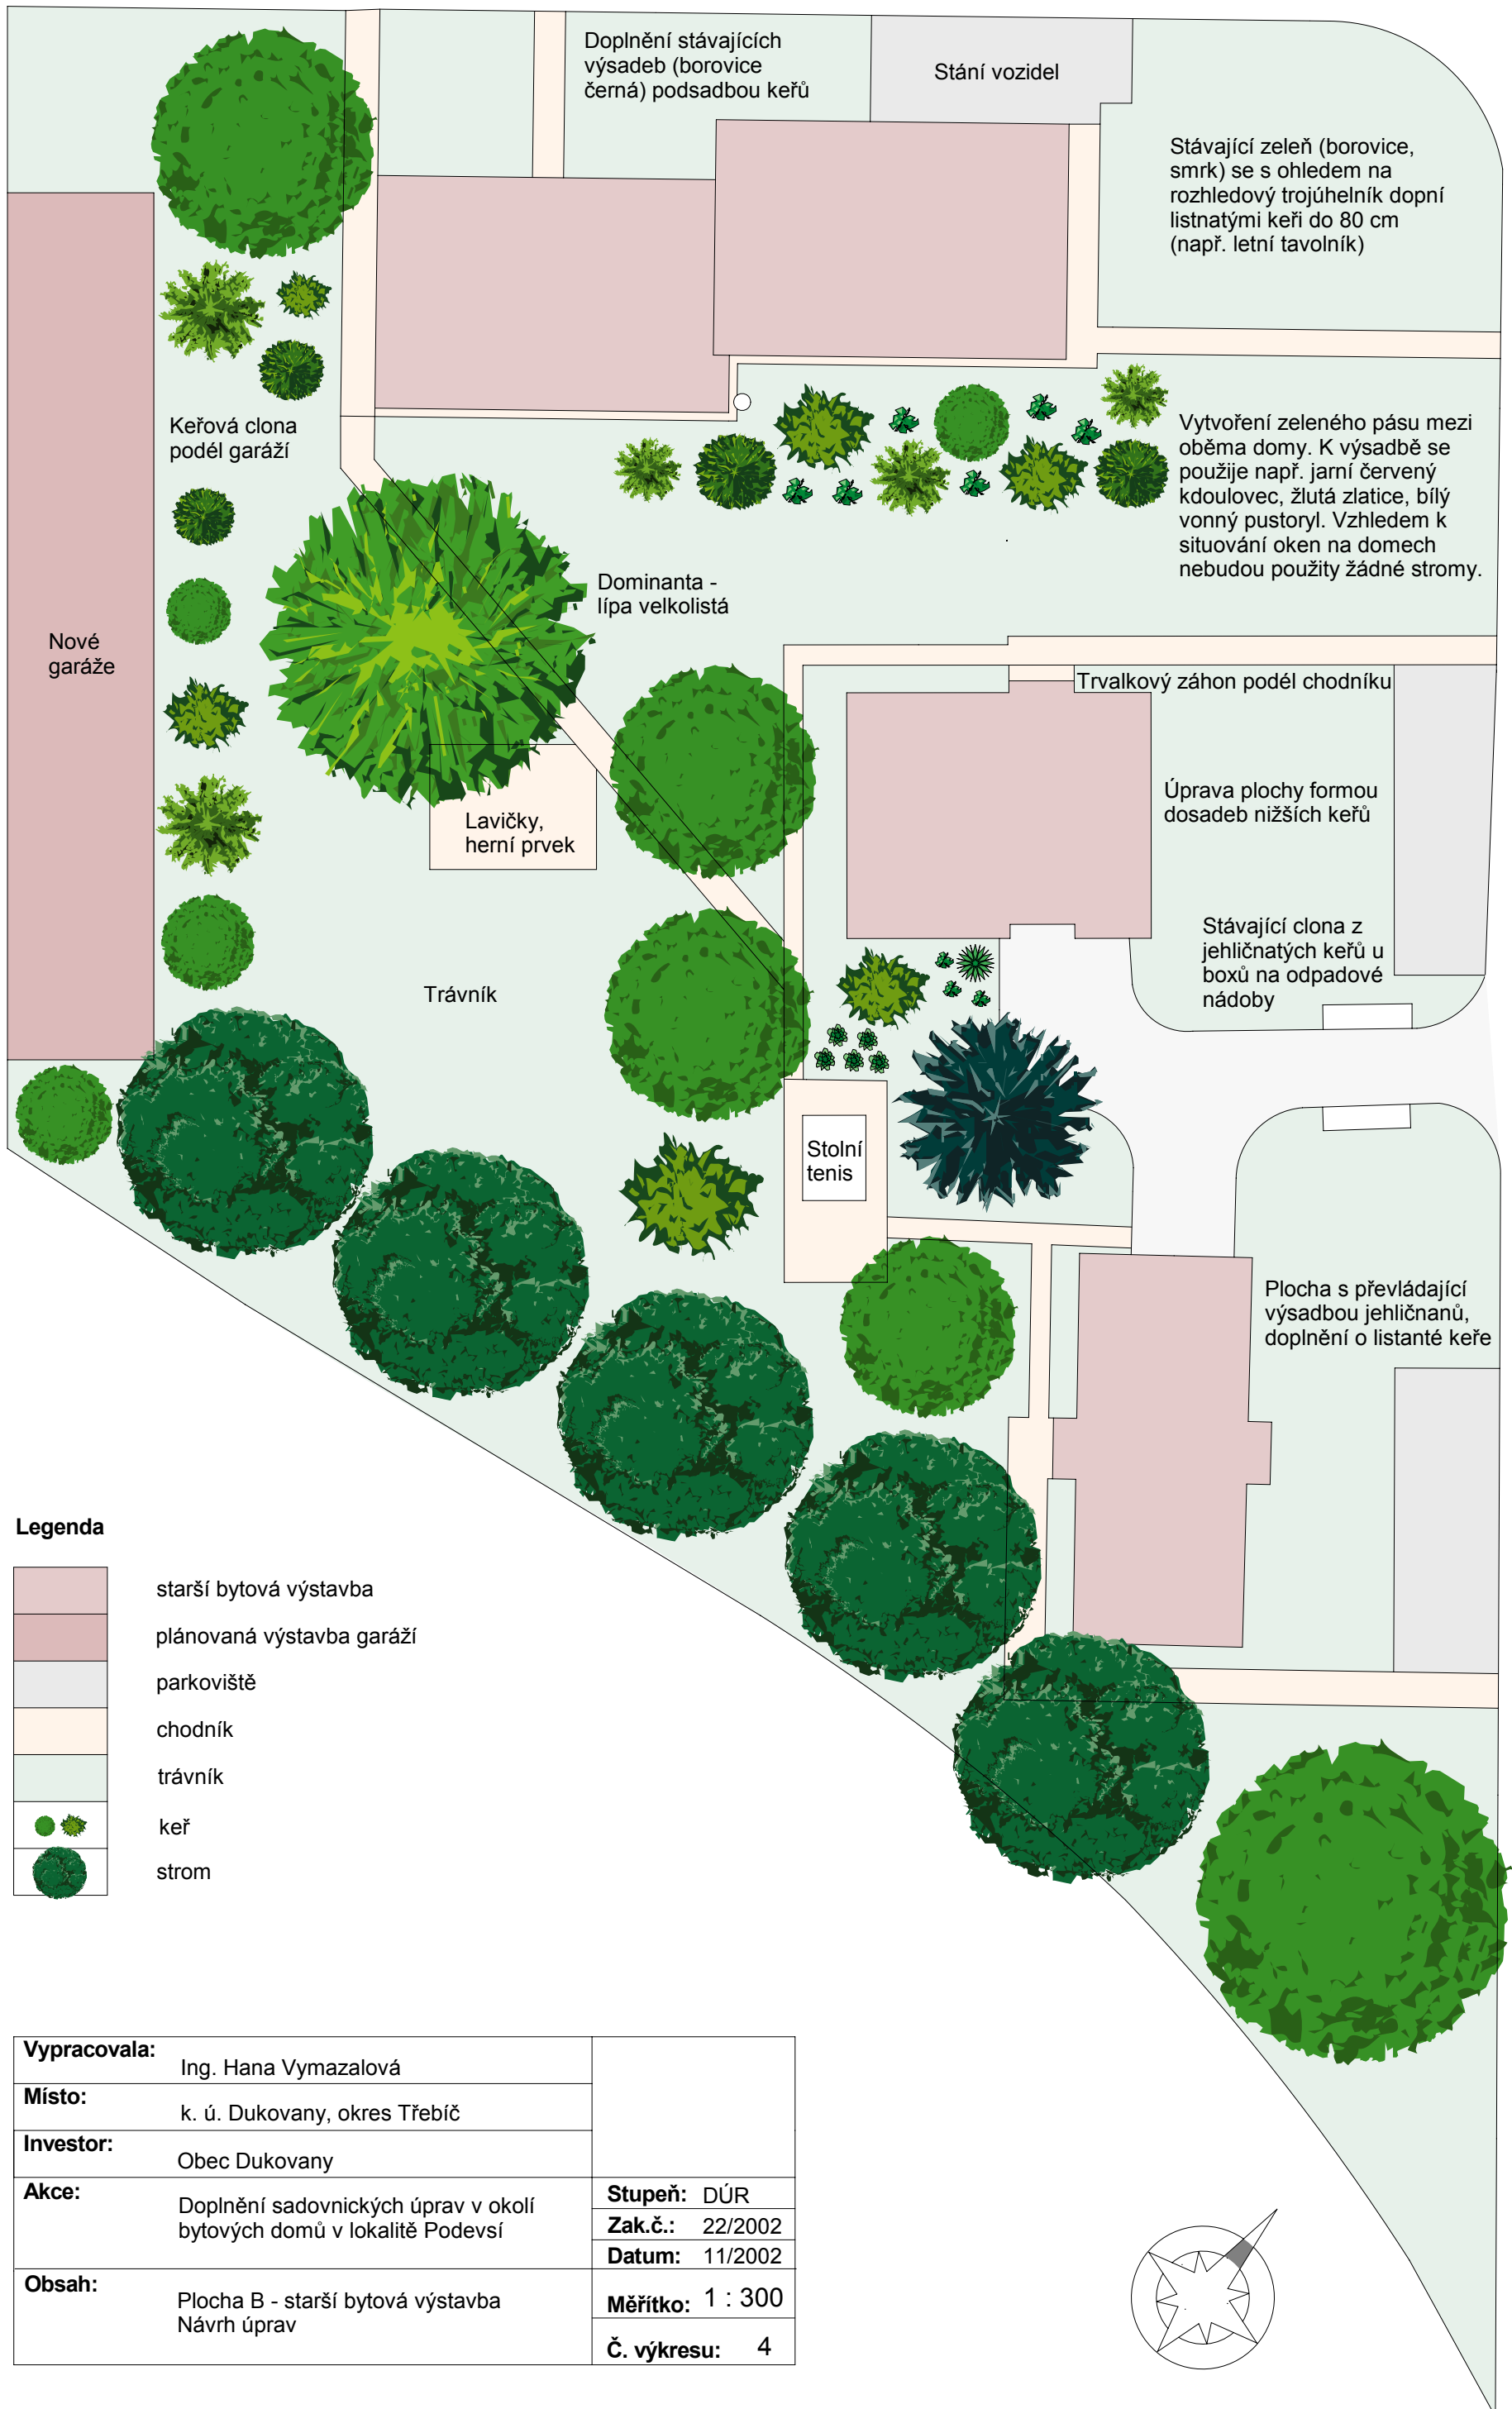 Doplnění stávajících
výsadeb (borovice
černá) podsadbou keřů
Stání vozidel
Stávající zeleň (borovice,
smrk) se s ohledem na
rozhledový trojúhelník dopní
listnatými keři do 80 cm
(např. letní tavolník)
Keřová clona
podél garáží
Vytvoření zeleného pásu mezi
oběma domy. K výsadbě se
použije např. jarní červený
kdoulovec, žlutá zlatice, bílý
vonný pustoryl. Vzhledem k
situování oken na domech
nebudou použity žádné stromy.
Dominanta -
lípa velkolistá
Nové
garáže
Trvalkový záhon podél chodníku
Úprava plochy formou
dosadeb nižších keřů
Lavičky,
herní prvek
Stávající clona z
jehličnatých keřů u
boxů na odpadové
nádoby
Trávník
Stolní
tenis
Plocha s převládající
výsadbou jehličnanů,
doplnění o listanté keře
Legenda
starší bytová výstavba
plánovaná výstavba garáží
parkoviště
chodník
trávník
keř
strom
Vypracovala:
Ing. Hana Vymazalová
Místo:
k. ú. Dukovany, okres Třebíč
Investor:
Obec Dukovany
Akce:
Doplnění sadovnických úprav v okolí
bytových domů v lokalitě Podevsí
Stupeň: DÚR
Zak.č.: 22/2002
Datum: 11/2002
Obsah:
Plocha B - starší bytová výstavba
Návrh úprav
Měřítko: 1 : 300
Č. výkresu: 4